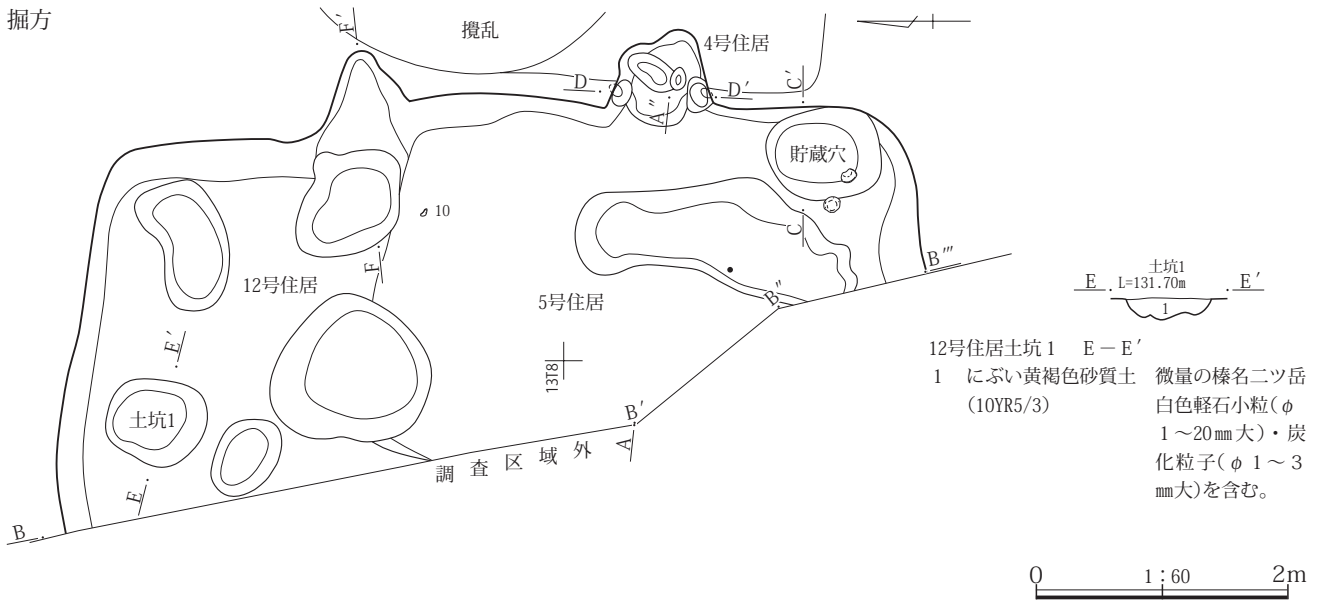 掘方
F′
攪乱
4号住居
D
D′
C′
A″
貯蔵穴
10
C
B‴
F
12号住居
5号住居
B″
E′
13T8
土坑1
B′
A
調査区域外
E
B
土坑1
E L=131.70m E′
1
12号住居土坑1 E－E′
1 にぶい黄褐色砂質土 微量の榛名二ツ岳
(10YR5/3) 白色軽石小粒(φ
1～20㎜大)・炭
化粒子(φ1～3
㎜大)を含む。
0 1：60 2m